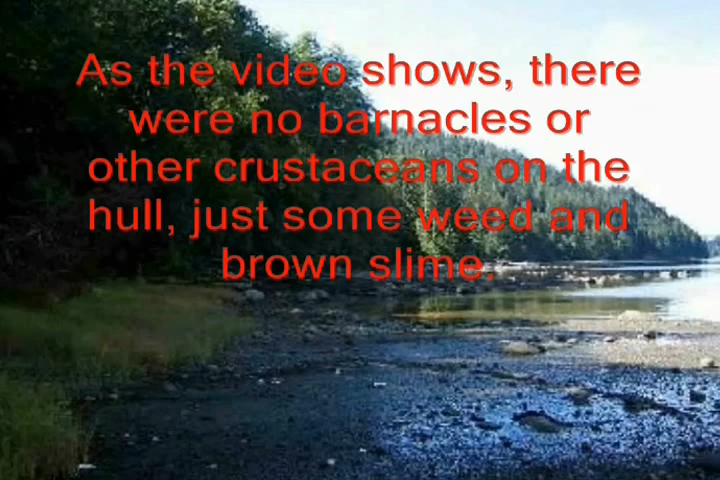 As the video shows, there
were no barnacles or
other crustaceans on the
hull, just some weed and
brown slime.